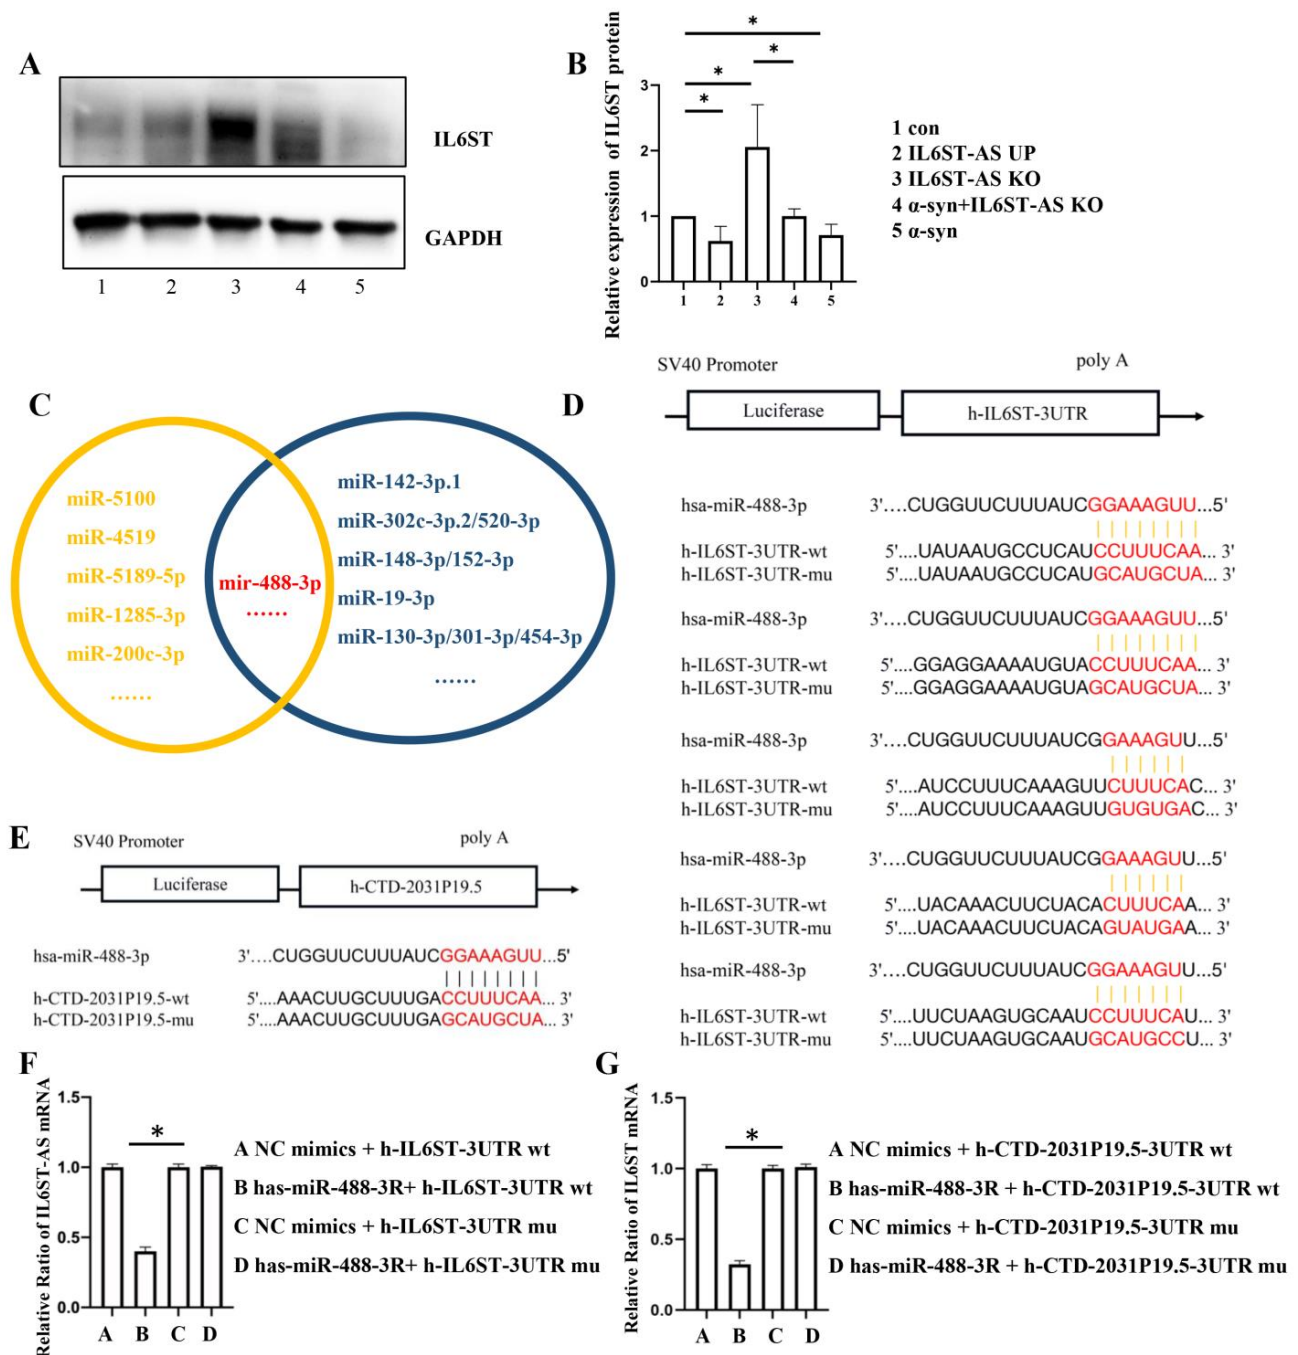 A
IL6ST
GAPDH
1 2 3 4 5
B
Relative expression of IL6ST protein
3
2
1
0
* * * *
1 2 3 4 5
1 con
2 IL6ST-AS UP
3 IL6ST-AS KO
4 α-syn+IL6ST-AS KO
5 α-syn
C
miR-5100
miR-4519
miR-5189-5p
miR-1285-3p
miR-200c-3p
......
mir-488-3p
......
miR-142-3p.1
miR-302c-3p.2/520-3p
miR-148-3p/152-3p
miR-19-3p
miR-130-3p/301-3p/454-3p
......
D
SV40 Promoter poly A
Luciferase h-IL6ST-3UTR
hsa-miR-488-3p 3'....CUGGUUCUUUAUCGGAAAGUU...5'
h-IL6ST-3UTR-wt 5'....UAUAAUGCCUCAUCCUUUCAA... 3'
h-IL6ST-3UTR-mu 5'....UAUAAUGCCUCAUGCAUGCUA... 3'
hsa-miR-488-3p 3'....CUGGUUCUUUAUCGGAAAGUU...5'
h-IL6ST-3UTR-wt 5'....GGAGGAAAAUGUACCUUUCAA... 3'
h-IL6ST-3UTR-mu 5'....GGAGGAAAAUGUAGCAUGCUA... 3'
hsa-miR-488-3p 3'....CUGGUUCUUUAUCGGAAAGUU...5'
h-IL6ST-3UTR-wt 5'....AUCCUUUCAAAGUUCUUUCAC... 3'
h-IL6ST-3UTR-mu 5'....AUCCUUUCAAAGUUGUGUGAC... 3'
hsa-miR-488-3p 3'....CUGGUUCUUUAUCGGAAAGUU...5'
h-IL6ST-3UTR-wt 5'....UACAAACUUCUACACUUUCAA... 3'
h-IL6ST-3UTR-mu 5'....UACAAACUUCUACAGUAUGAA... 3'
hsa-miR-488-3p 3'....CUGGUUCUUUAUCGGAAAGUU...5'
h-IL6ST-3UTR-wt 5'....UUCUAAGUGCAAUCCUUUCAU... 3'
h-IL6ST-3UTR-mu 5'....UUCUAAGUGCAAUGCAUGCCU... 3'
E
SV40 Promoter poly A
Luciferase h-CTD-2031P19.5
hsa-miR-488-3p 3'....CUGGUUCUUUAUCGGAAAGUU...5'
h-CTD-2031P19.5-wt 5'....AAACUUGCUUUGACCUUUCAA... 3'
h-CTD-2031P19.5-mu 5'....AAACUUGCUUUGAGCAUGCUA... 3'
F
Relative Ratio of IL6ST-AS mRNA
1.5
1.0
0.5
0.0
*
A B C D
A NC mimics + h-IL6ST-3UTR wt
B has-miR-488-3R+ h-IL6ST-3UTR wt
C NC mimics + h-IL6ST-3UTR mu
D has-miR-488-3R+ h-IL6ST-3UTR mu
G
Relative Ratio of IL6ST mRNA
1.5
1.0
0.5
0.0
*
A B C D
A NC mimics + h-CTD-2031P19.5-3UTR wt
B has-miR-488-3R + h-CTD-2031P19.5-3UTR wt
C NC mimics + h-CTD-2031P19.5-3UTR mu
D has-miR-488-3R + h-CTD-2031P19.5-3UTR mu